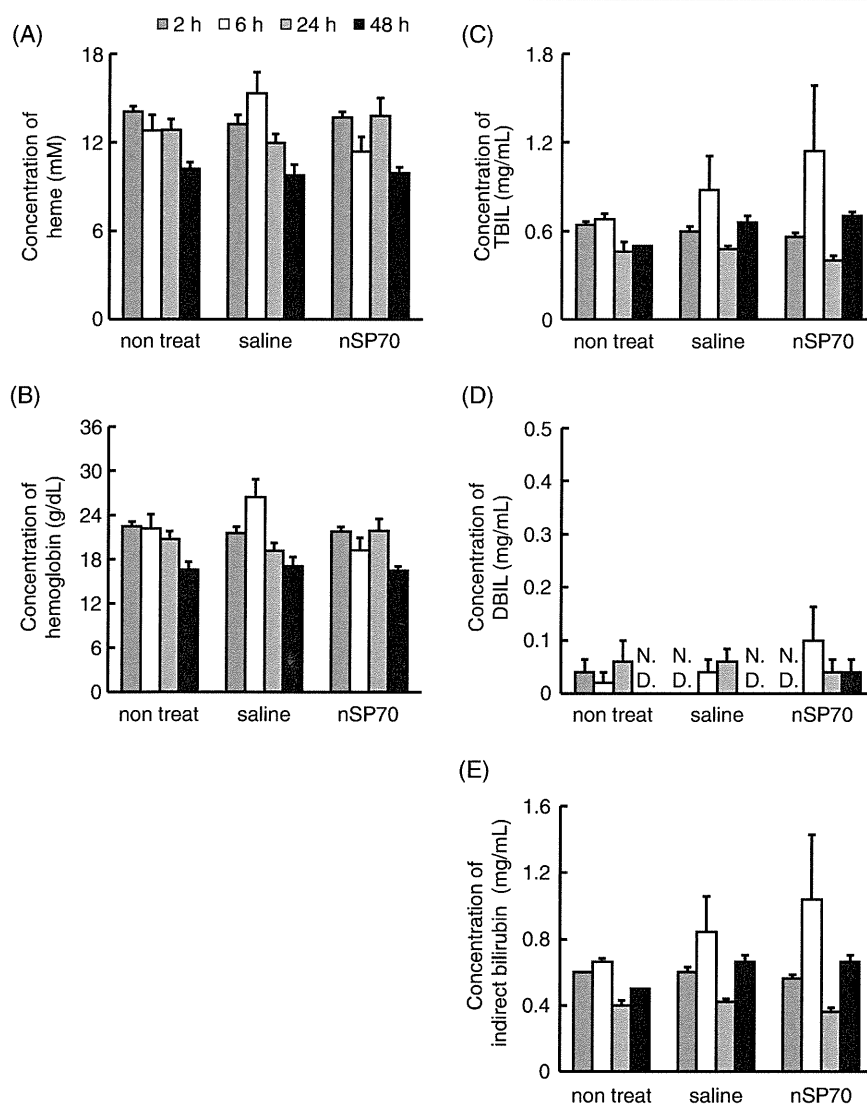 (A)
2 h 6 h 24 h 48 h
Concentration of
heme (mM)
18
12
6
0
non treat saline nSP70
(B)
Concentration of
hemoglobin (g/dL)
36
30
24
18
12
6
0
non treat saline nSP70
(C)
Concentration of
TBIL (mg/mL)
1.8
1.2
0.6
0
non treat saline nSP70
(D)
Concentration of
DBIL (mg/mL)
0.5
0.4
0.3
0.2
0.1
0
N. N. N. N.
D. D. D. D.
non treat saline nSP70
(E)
Concentration of
indirect bilirubin (mg/mL)
1.6
1.2
0.8
0.4
0
non treat saline nSP70